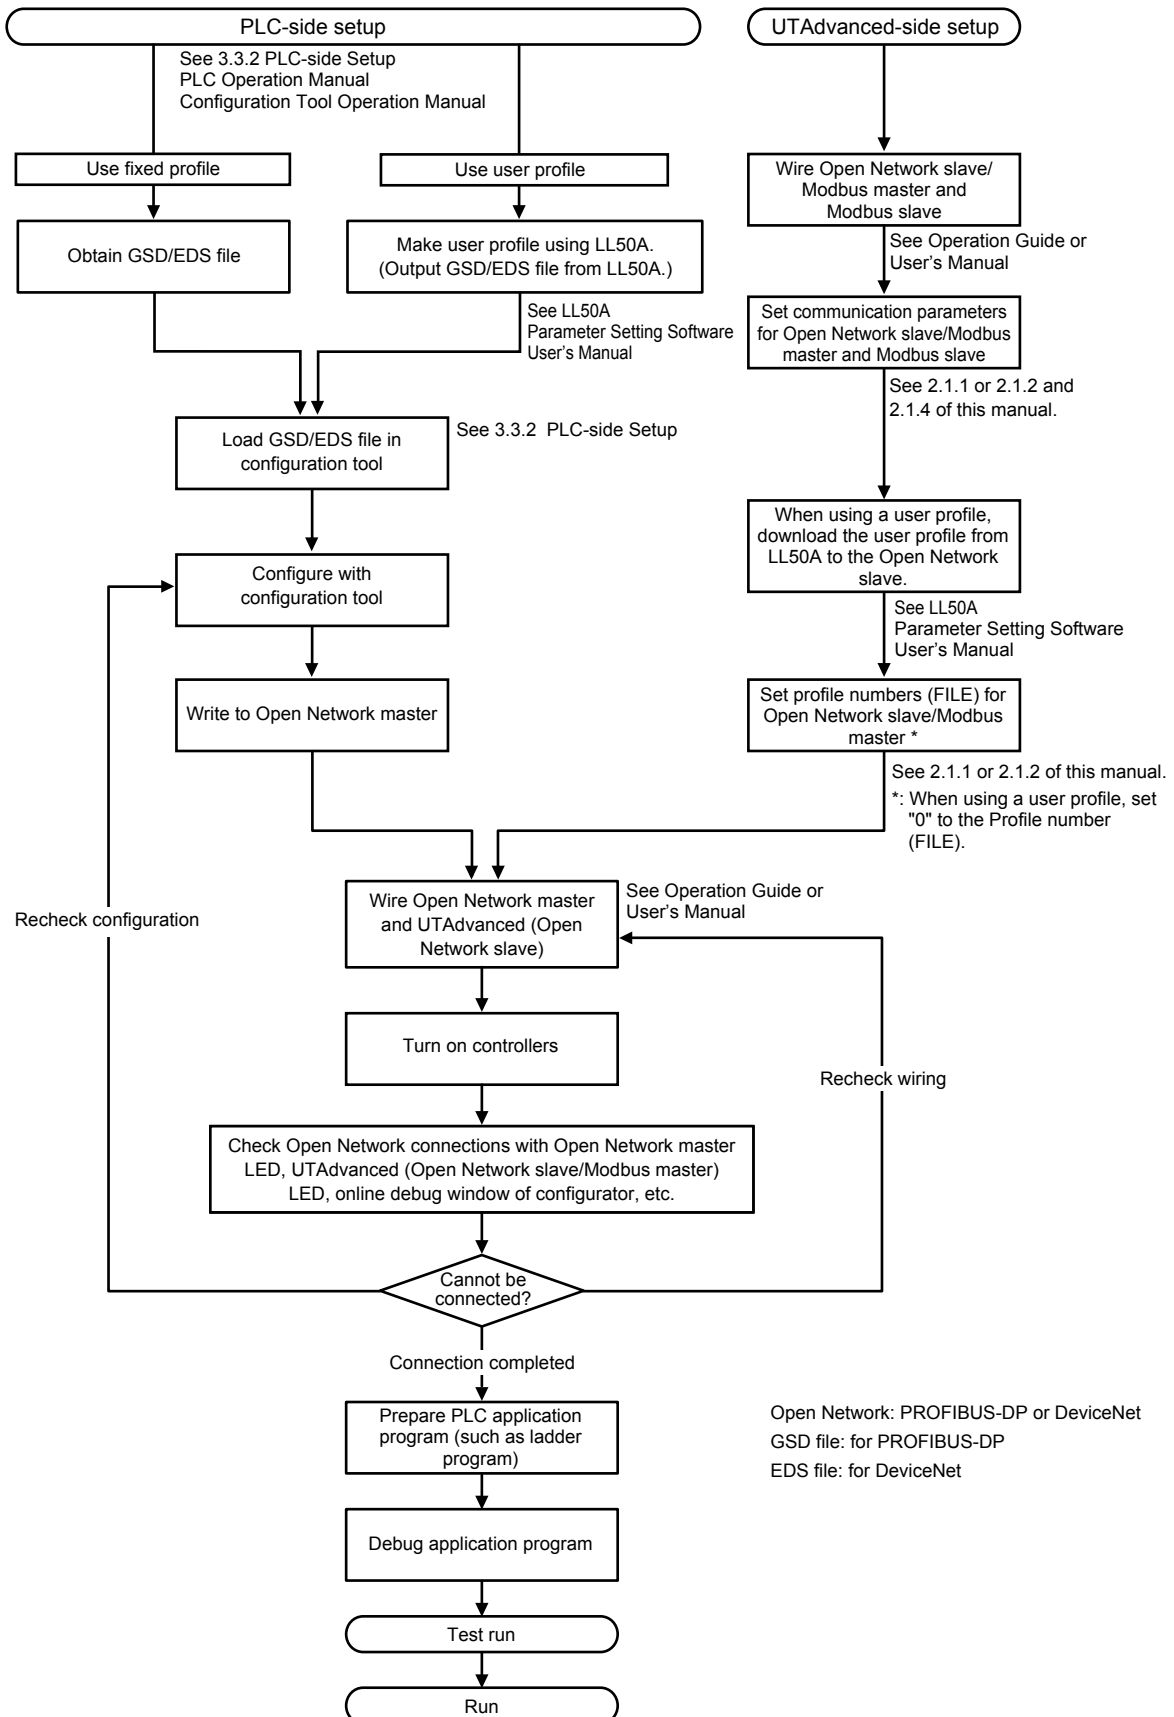 PLC-side setup
UTAdvanced-side setup
See 3.3.2 PLC-side Setup
PLC Operation Manual
Configuration Tool Operation Manual
Use fixed profile
Use user profile
Wire Open Network slave/
Modbus master and
Modbus slave
Obtain GSD/EDS file
Make user profile using LL50A.
(Output GSD/EDS file from LL50A.)
See Operation Guide or
User’s Manual
See LL50A
Parameter Setting Software
User’s Manual
Set communication parameters
for Open Network slave/Modbus
master and Modbus slave
See 2.1.1 or 2.1.2 and
2.1.4 of this manual.
Load GSD/EDS file in
configuration tool
See 3.3.2  PLC-side Setup
When using a user profile,
download the user profile from
LL50A to the Open Network
slave.
Configure with
configuration tool
See LL50A
Parameter Setting Software
User’s Manual
Write to Open Network master
Set profile numbers (FILE) for
Open Network slave/Modbus
master *
See 2.1.1 or 2.1.2 of this manual.
*: When using a user profile, set
"0" to the Profile number
(FILE).
Wire Open Network master
and UTAdvanced (Open
Network slave)
See Operation Guide or
User’s Manual
Recheck configuration
Turn on controllers
Recheck wiring
Check Open Network connections with Open Network master
LED, UTAdvanced (Open Network slave/Modbus master)
LED, online debug window of configurator, etc.
Cannot be
connected?
Connection completed
Prepare PLC application
program (such as ladder
program)
Open Network: PROFIBUS-DP or DeviceNet
GSD file: for PROFIBUS-DP
EDS file: for DeviceNet
Debug application program
Test run
Run